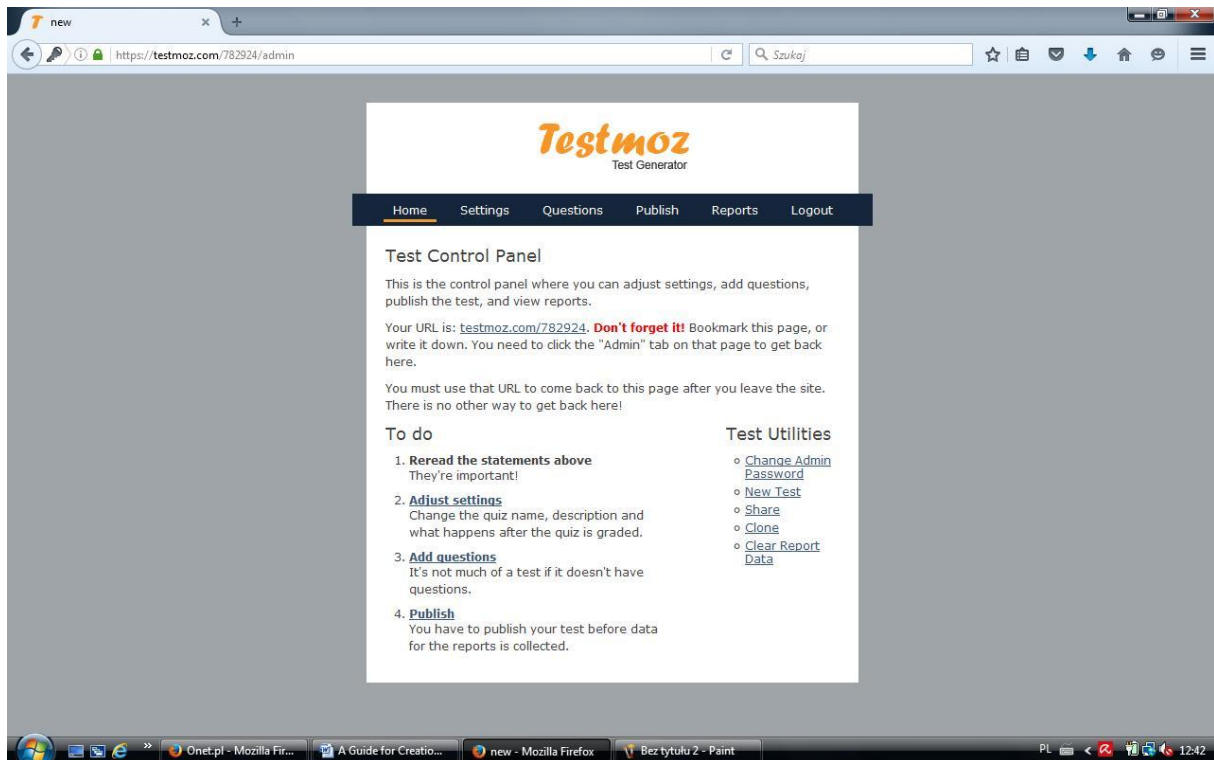 new
https://testmoz.com/782924/admin
Szukaj
Testmoz
Test Generator
Home Settings Questions Publish Reports Logout
Test Control Panel
This is the control panel where you can adjust settings, add questions,
publish the test, and view reports.
Your URL is: testmoz.com/782924. Don't forget it! Bookmark this page, or
write it down. You need to click the "Admin" tab on that page to get back
here.
You must use that URL to come back to this page after you leave the site.
There is no other way to get back here!
To do
1. Reread the statements above
They're important!
2. Adjust settings
Change the quiz name, description and
what happens after the quiz is graded.
3. Add questions
It's not much of a test if it doesn't have
questions.
4. Publish
You have to publish your test before data
for the reports is collected.
Test Utilities
Change Admin
Password
New Test
Share
Clone
Clear Report
Data
Onet.pl - Mozilla Fir... A Guide for Creatio... new - Mozilla Firefox Bez tytułu 2 - Paint PL 12:42